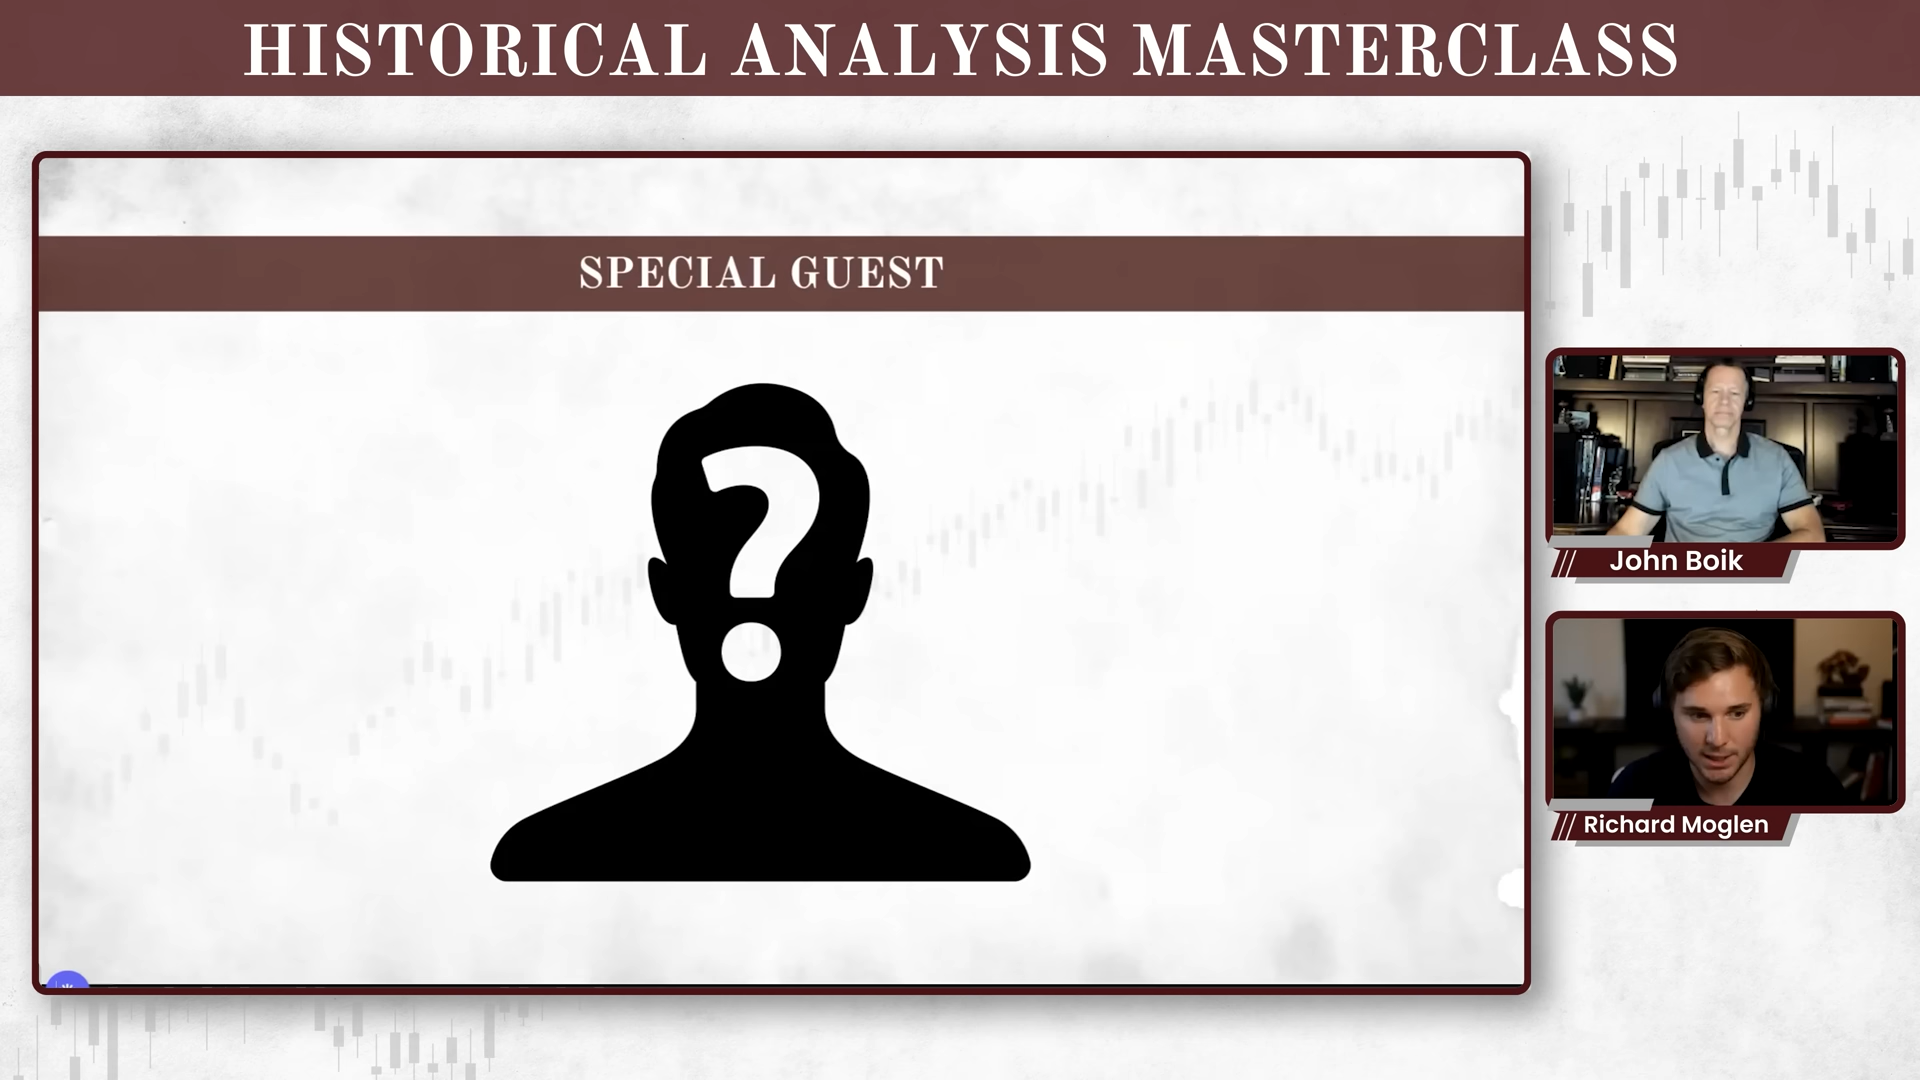 HISTORICAL ANALYSIS MASTERCLASS
SPECIAL GUEST
?
John Boik
Richard Moglen